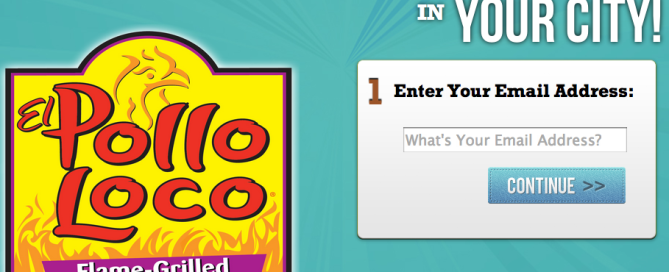 El
Pollo
Loco
Flame-Grilled
IN YOUR CITY!
1 Enter Your Email Address:
What's Your Email Address?
CONTINUE >>